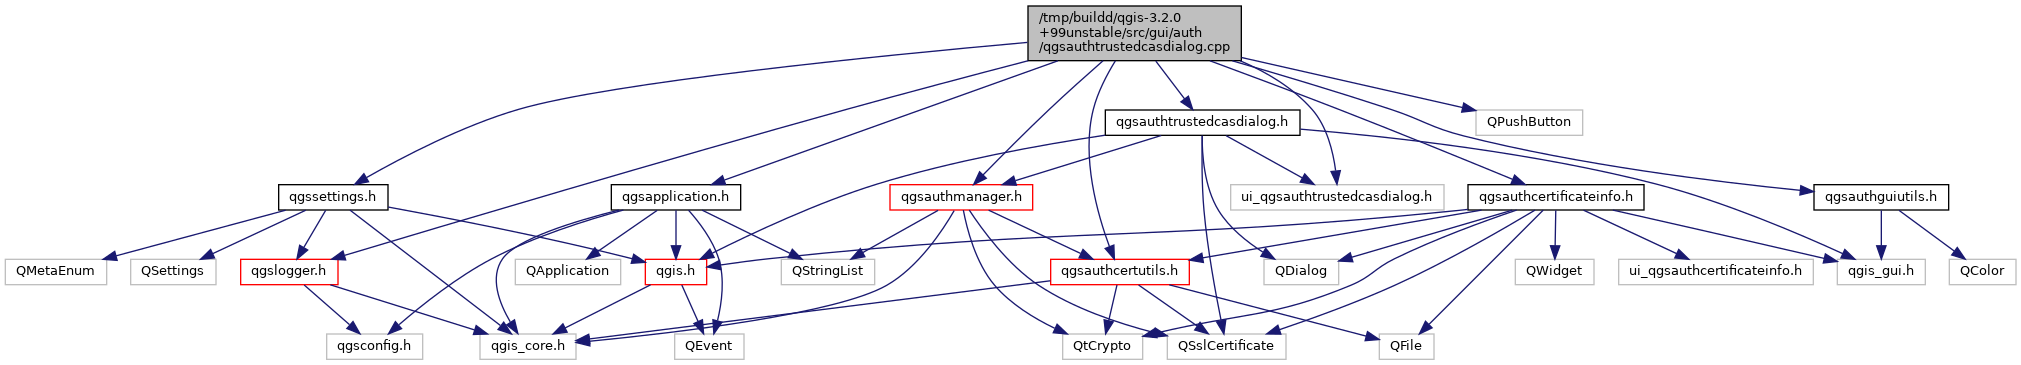 /tmp/buildd/qgis-3.2.0
+99unstable/src/gui/auth
/qgsauthtrustedcasdialog.cpp
qgsauthtrustedcasdialog.h
QPushButton
qgssettings.h
qgsapplication.h
qgsauthmanager.h
ui_qgsauthtrustedcasdialog.h
qgsauthcertificateinfo.h
qgsauthguiutils.h
QMetaEnum
QSettings
qgslogger.h
QApplication
qgis.h
QStringList
qgsauthcertutils.h
QDialog
QWidget
ui_qgsauthcertificateinfo.h
qgis_gui.h
QColor
qgsconfig.h
qgis_core.h
QEvent
QtCrypto
QSslCertificate
QFile